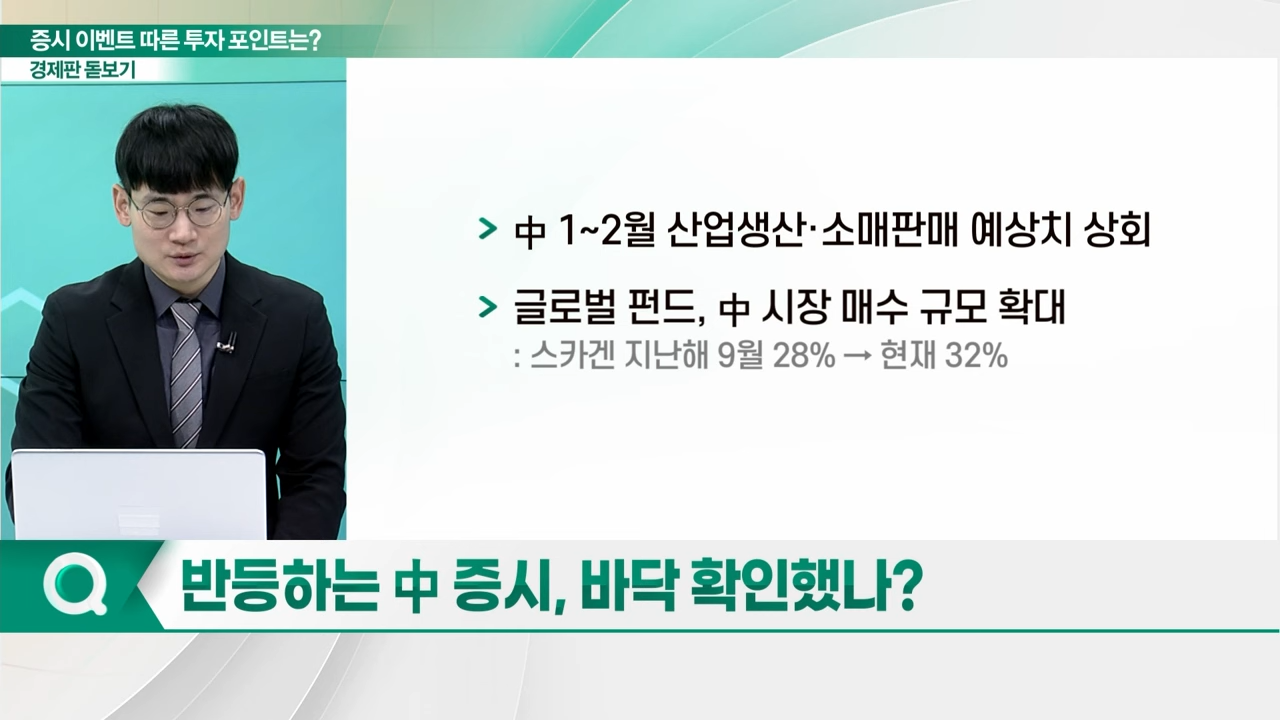 증시 이벤트 따른 투자 포인트는?
경제판 돋보기
> 中 1~2월 산업생산·소매판매 예상치 상회
> 글로벌 펀드, 中 시장 매수 규모 확대
: 스카겐 지난해 9월 28% → 현재 32%
Q 반등하는 中 증시, 바닥 확인했나?